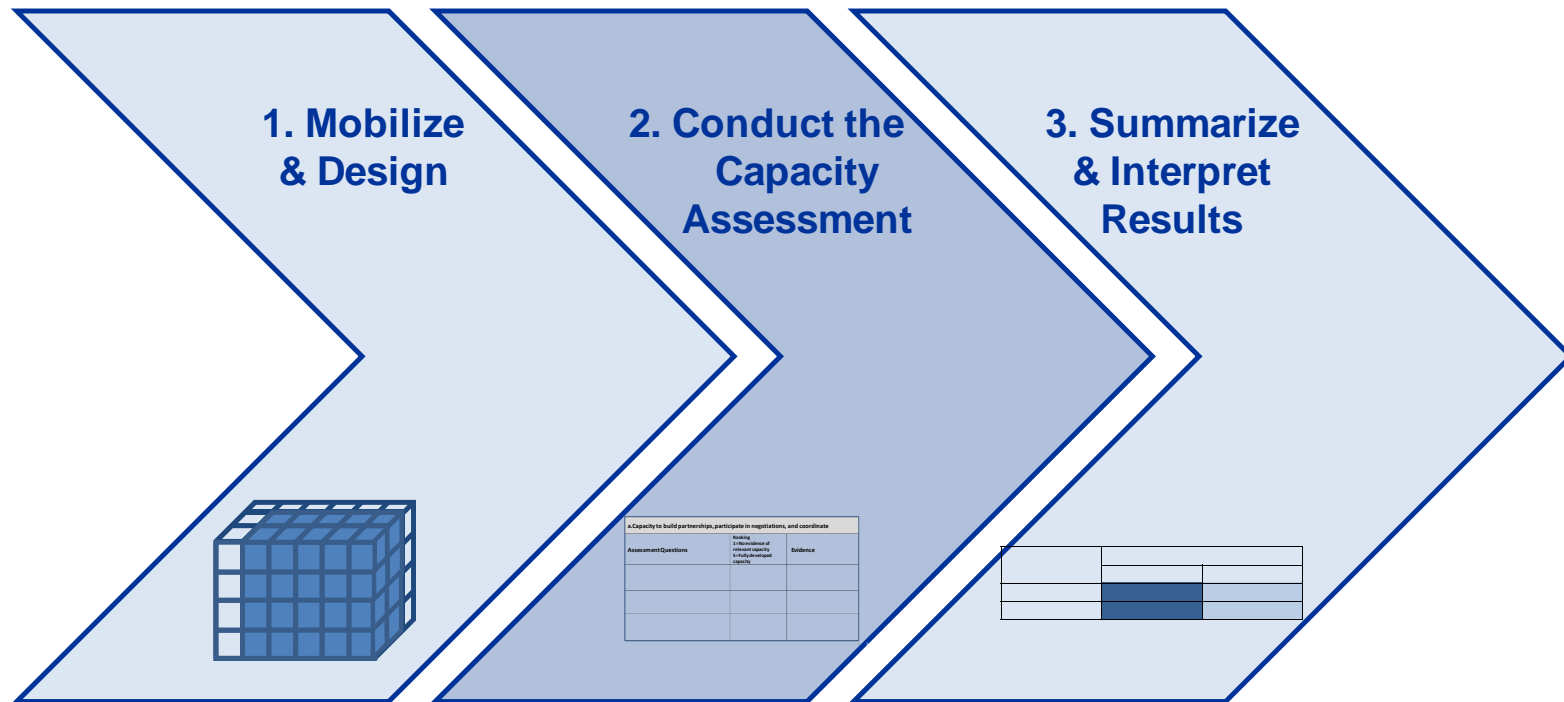 1. Mobilize
& Design
2. Conduct the
Capacity
Assessment
3. Summarize
& Interpret
Results
a.Capacity to build partnerships, participate in negotiations, and coordinate
Assessment Questions
Ranking
1=No evidence of
relevant capacity
5=Fully developed
capacity
Evidence